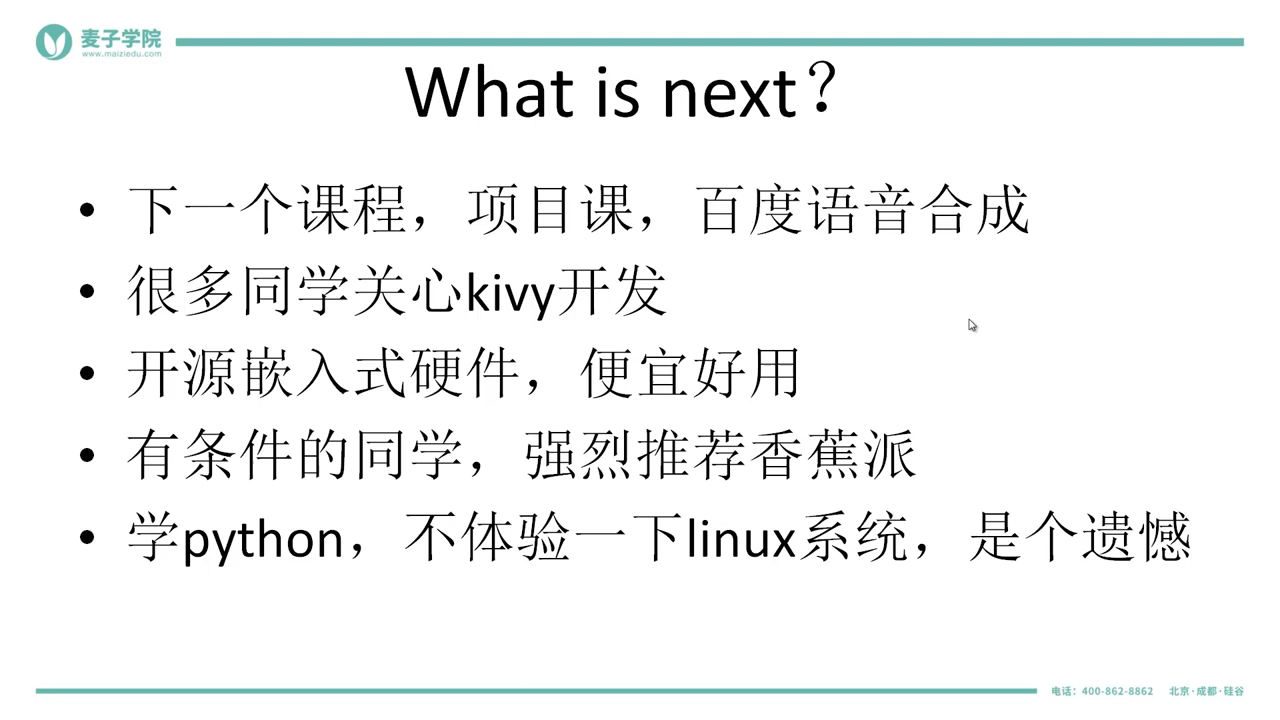 麦子学院
www.maiziedu.com
What is next？
• 下一个课程，项目课，百度语音合成
• 很多同学关心kivy开发
• 开源嵌入式硬件，便宜好用
• 有条件的同学，强烈推荐香蕉派
• 学python，不体验一下linux系统，是个遗憾
电话：400-862-8862 北京·成都·硅谷